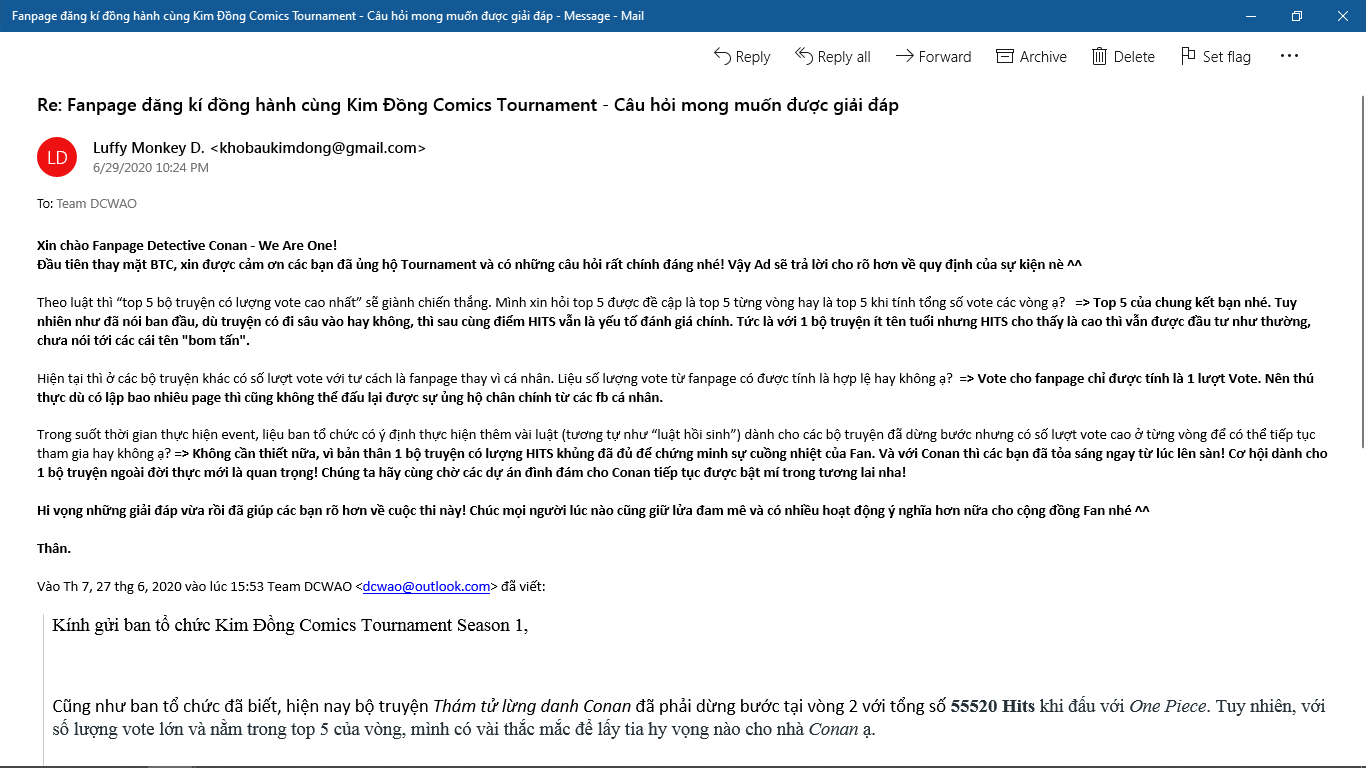 Fanpage đăng kí đồng hành cùng Kim Đồng Comics Tournament - Câu hỏi mong muốn được giải đáp - Message - Mail
Reply Reply all Forward Archive Delete Set flag ...
Re: Fanpage đăng kí đồng hành cùng Kim Đồng Comics Tournament - Câu hỏi mong muốn được giải đáp
LD
Luffy Monkey D. <khobaukimdong@gmail.com>
6/29/2020 10:24 PM
To: Team DCWAO
Xin chào Fanpage Detective Conan - We Are One!
Đầu tiên thay mặt BTC, xin được cảm ơn các bạn đã ủng hộ Tournament và có những câu hỏi rất chính đáng nhé! Vậy Ad sẽ trả lời cho rõ hơn về quy định của sự kiện nè ^^
Theo luật thì “top 5 bộ truyện có lượng vote cao nhất” sẽ giành chiến thắng. Mình xin hỏi top 5 được đề cập là top 5 từng vòng hay là top 5 khi tính tổng số vote các vòng ạ? => Top 5 của chung kết bạn nhé. Tuy
nhiên như đã nói ban đầu, dù truyện có đi sâu vào hay không, thì sau cùng điểm HITS vẫn là yếu tố đánh giá chính. Tức là với 1 bộ truyện ít tên tuổi nhưng HITS cho thấy là cao thì vẫn được đầu tư như thường,
chưa nói tới các cái tên "bom tấn".
Hiện tại thì ở các bộ truyện khác có số lượt vote với tư cách là fanpage thay vì cá nhân. Liệu số lượng vote từ fanpage có được tính là hợp lệ hay không ạ? => Vote cho fanpage chỉ được tính là 1 lượt Vote. Nên thú
thực dù có lập bao nhiêu page thì cũng không thể đấu lại được sự ủng hộ chân chính từ các fb cá nhân.
Trong suốt thời gian thực hiện event, liệu ban tổ chức có ý định thực hiện thêm vài luật (tương tự như “luật hồi sinh”) dành cho các bộ truyện đã dừng bước nhưng có số lượt vote cao ở từng vòng để có thể tiếp tục
tham gia hay không ạ? => Không cần thiết nữa, vì bản thân 1 bộ truyện có lượng HITS khủng đã đủ để chứng minh sự cuồng nhiệt của Fan. Và với Conan thì các bạn đã tỏa sáng ngay từ lúc lên sàn! Cơ hội dành cho
1 bộ truyện ngoài đời thực mới là quan trọng! Chúng ta hãy cùng chờ các dự án đình đám cho Conan tiếp tục được bật mí trong tương lai nha!
Hi vọng những giải đáp vừa rồi đã giúp các bạn rõ hơn về cuộc thi này! Chúc mọi người lúc nào cũng giữ lửa đam mê và có nhiều hoạt động ý nghĩa hơn nữa cho cộng đồng Fan nhé ^^
Thân.
Vào Th 7, 27 thg 6, 2020 vào lúc 15:53 Team DCWAO <dcwao@outlook.com> đã viết:
Kính gửi ban tổ chức Kim Đồng Comics Tournament Season 1,
Cũng như ban tổ chức đã biết, hiện nay bộ truyện Thám tử lừng danh Conan đã phải dừng bước tại vòng 2 với tổng số 55520 Hits khi đấu với One Piece. Tuy nhiên, với
số lượng vote lớn và nằm trong top 5 của vòng, mình có vài thắc mắc để lấy tia hy vọng nào cho nhà Conan ạ.